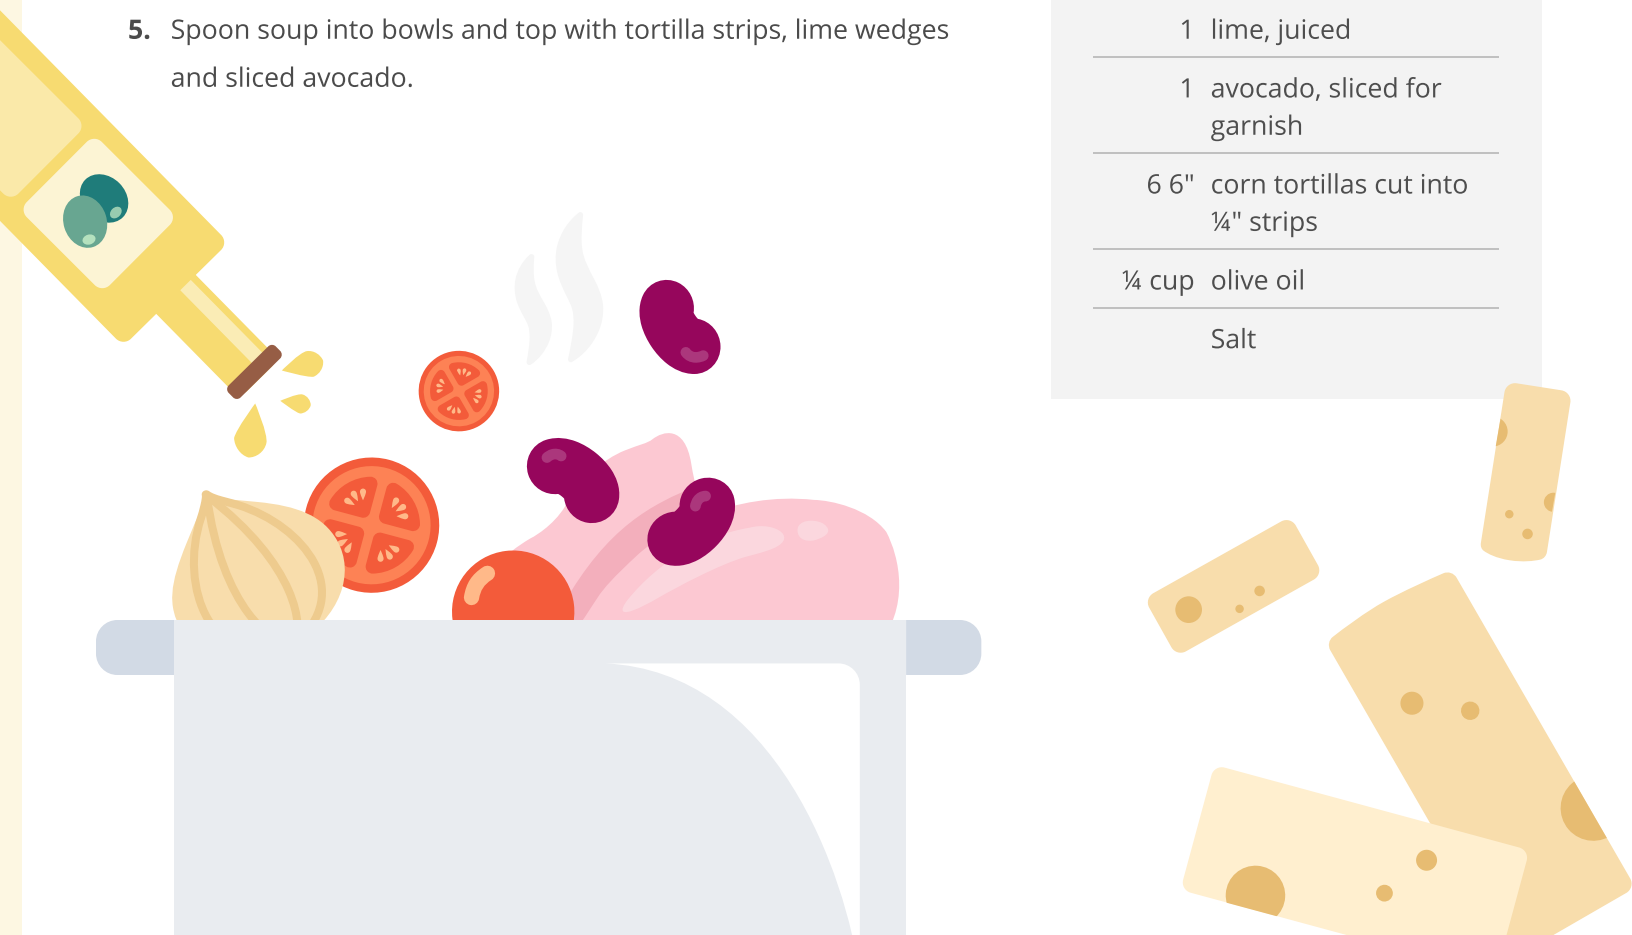 5. Spoon soup into bowls and top with tortilla strips, lime wedges
and sliced avocado.
1 lime, juiced
1 avocado, sliced for
garnish
6 6" corn tortillas cut into
¼" strips
¼ cup olive oil
Salt